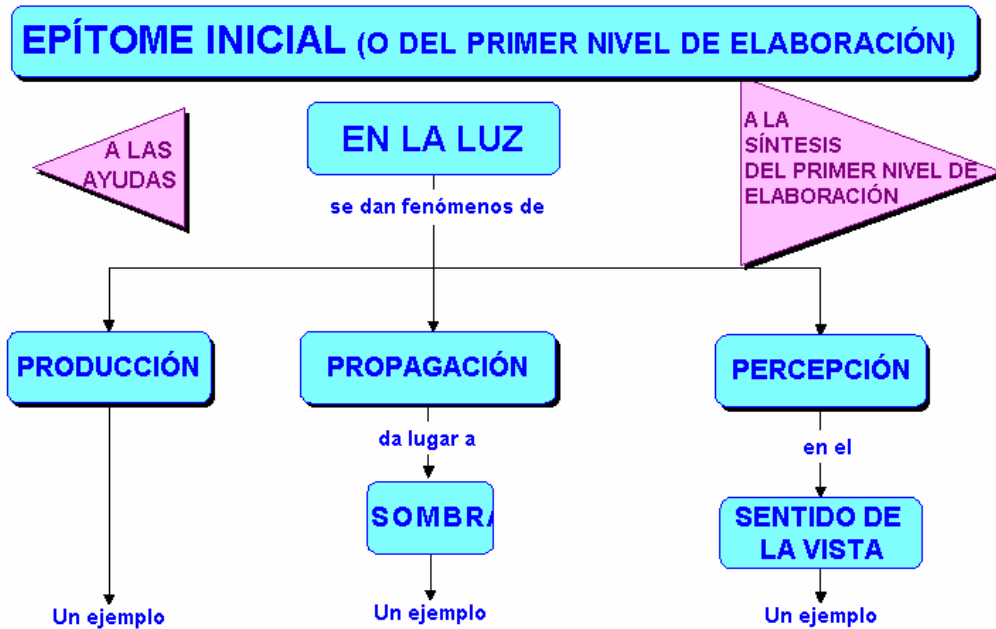 EPÍTOME INICIAL (O DEL PRIMER NIVEL DE ELABORACIÓN)
A LAS
AYUDAS
EN LA LUZ
A LA
SÍNTESIS
DEL PRIMER NIVEL DE
ELABORACIÓN
se dan fenómenos de
PRODUCCIÓN
PROPAGACIÓN
PERCEPCIÓN
da lugar a
en el
SOMBRA
SENTIDO DE
LA VISTA
Un ejemplo
Un ejemplo
Un ejemplo